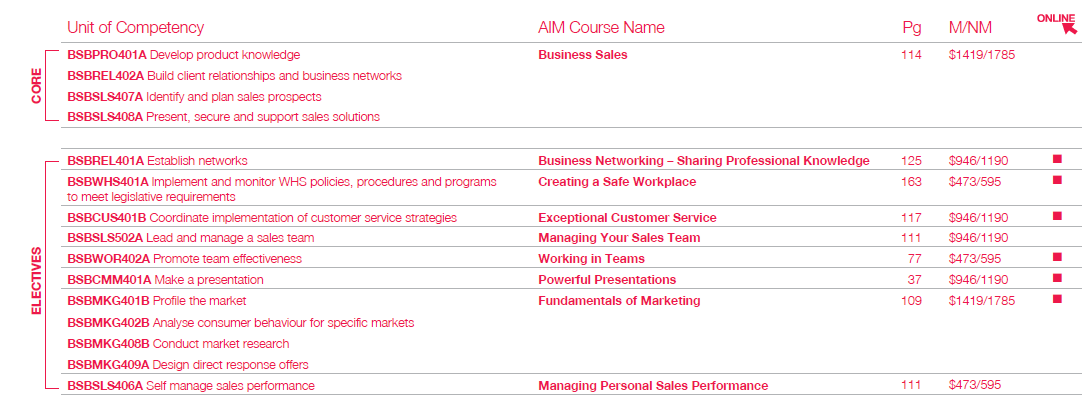 Unit of Competency AIM Course Name Pg M/NM ONLINE
CORE
BSBPRO401A Develop product knowledge Business Sales 114 $1419/1785
BSBREL402A Build client relationships and business networks
BSBSLS407A Identify and plan sales prospects
BSBSLS408A Present, secure and support sales solutions
ELECTIVES
BSBREL401A Establish networks Business Networking – Sharing Professional Knowledge 125 $946/1190 ■
BSBWHS401A Implement and monitor WHS policies, procedures and programs Creating a Safe Workplace 163 $473/595 ■
to meet legislative requirements
BSBCUS401B Coordinate implementation of customer service strategies Exceptional Customer Service 117 $946/1190 ■
BSBSLS502A Lead and manage a sales team Managing Your Sales Team 111 $946/1190
BSBWOR402A Promote team effectiveness Working in Teams 77 $473/595 ■
BSBCMM401A Make a presentation Powerful Presentations 37 $946/1190 ■
BSBMKG401B Profile the market Fundamentals of Marketing 109 $1419/1785 ■
BSBMKG402B Analyse consumer behaviour for specific markets
BSBMKG408B Conduct market research
BSBMKG409A Design direct response offers
BSBSLS406A Self manage sales performance Managing Personal Sales Performance 111 $473/595